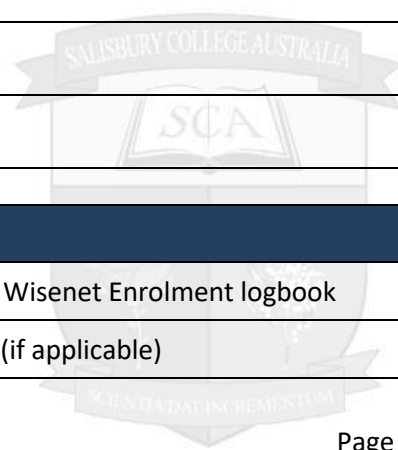 SALISBURY COLLEGE AUSTRALIA
SCA
Wisenet Enrolment logbook
(if applicable)
SCIENTIA DAT INCREMENTUM
Page